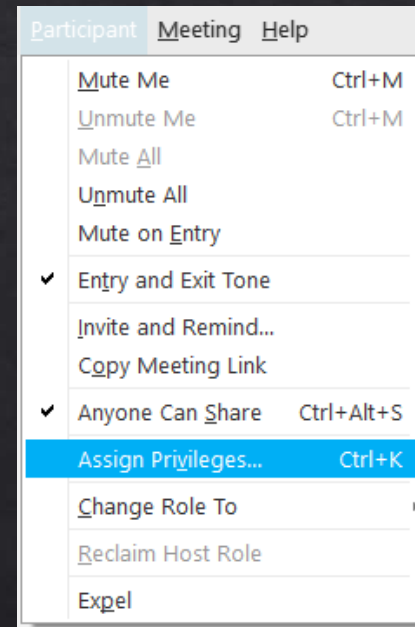 Participant Meeting Help
Mute Me Ctrl+M
Unmute Me Ctrl+M
Mute All
Unmute All
Mute on Entry
Entry and Exit Tone
Invite and Remind...
Copy Meeting Link
Anyone Can Share Ctrl+Alt+S
Assign Privileges... Ctrl+K
Change Role To
Reclaim Host Role
Expel